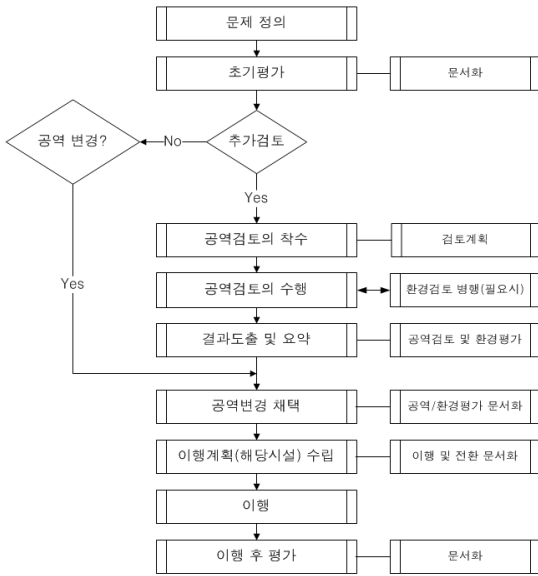 문제 정의
초기평가
문서화
공역 변경?
No
추가검토
Yes
공역검토의 착수
검토계획
Yes
공역검토의 수행
환경검토 병행(필요시)
결과도출 및 요약
공역검토 및 환경평가
공역변경 채택
공역/환경평가 문서화
이행계획(해당시설) 수립
이행 및 전환 문서화
이행
이행 후 평가
문서화